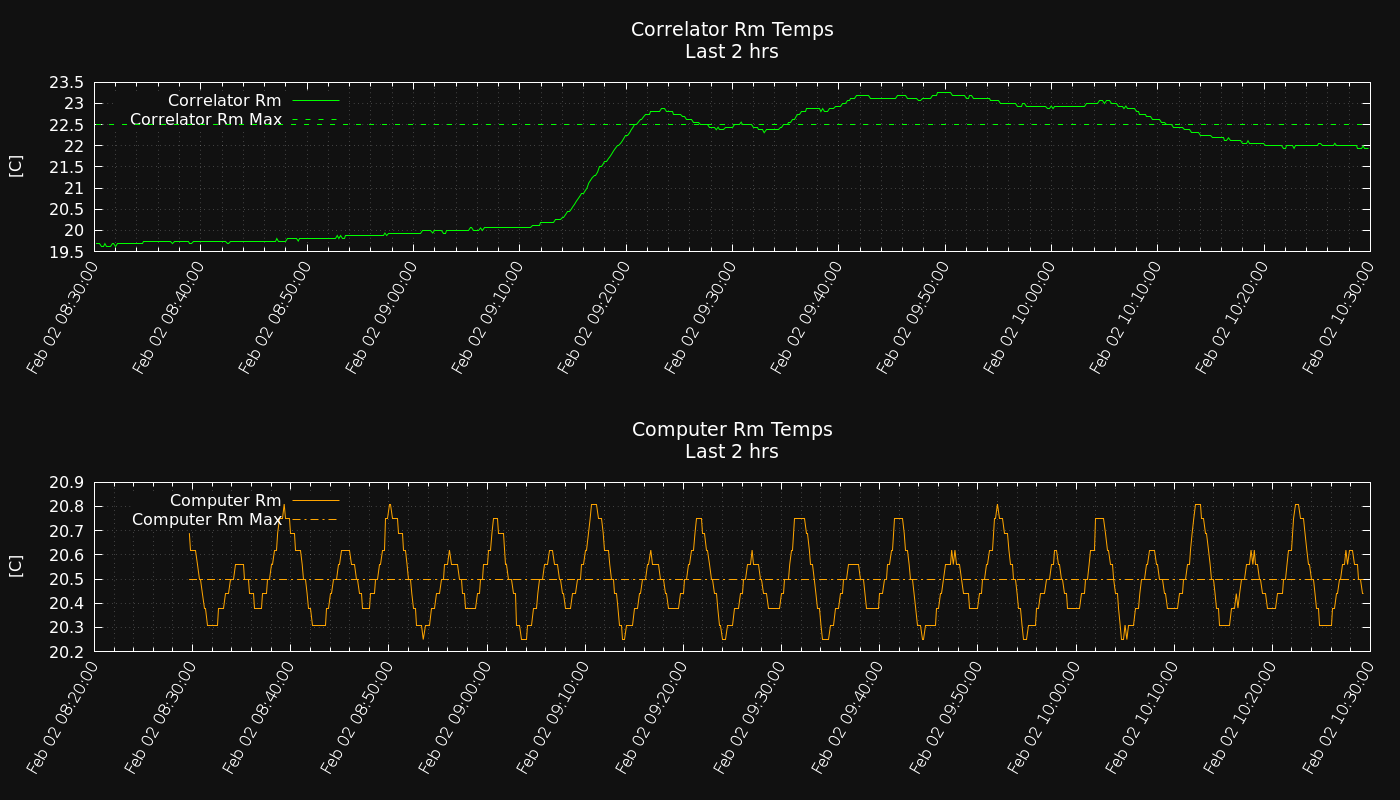 Correlator Rm Temps
Last 2 hrs
23.5
23
22.5
22
21.5
21
20.5
20
19.5
[C]
Correlator Rm
Correlator Rm Max
Feb 02 08:30:00
Feb 02 08:40:00
Feb 02 08:50:00
Feb 02 09:00:00
Feb 02 09:10:00
Feb 02 09:20:00
Feb 02 09:30:00
Feb 02 09:40:00
Feb 02 09:50:00
Feb 02 10:00:00
Feb 02 10:10:00
Feb 02 10:20:00
Feb 02 10:30:00
Computer Rm Temps
Last 2 hrs
20.9
20.8
20.7
20.6
20.5
20.4
20.3
20.2
[C]
Computer Rm
Computer Rm Max
Feb 02 08:20:00
Feb 02 08:30:00
Feb 02 08:40:00
Feb 02 08:50:00
Feb 02 09:00:00
Feb 02 09:10:00
Feb 02 09:20:00
Feb 02 09:30:00
Feb 02 09:40:00
Feb 02 09:50:00
Feb 02 10:00:00
Feb 02 10:10:00
Feb 02 10:20:00
Feb 02 10:30:00